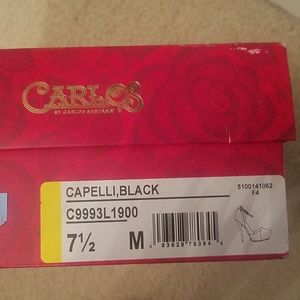 CARLOS
BY CARLOS SANTANA
CAPELLI,BLACK
5100141062
F4
C9993L1900
7½ M